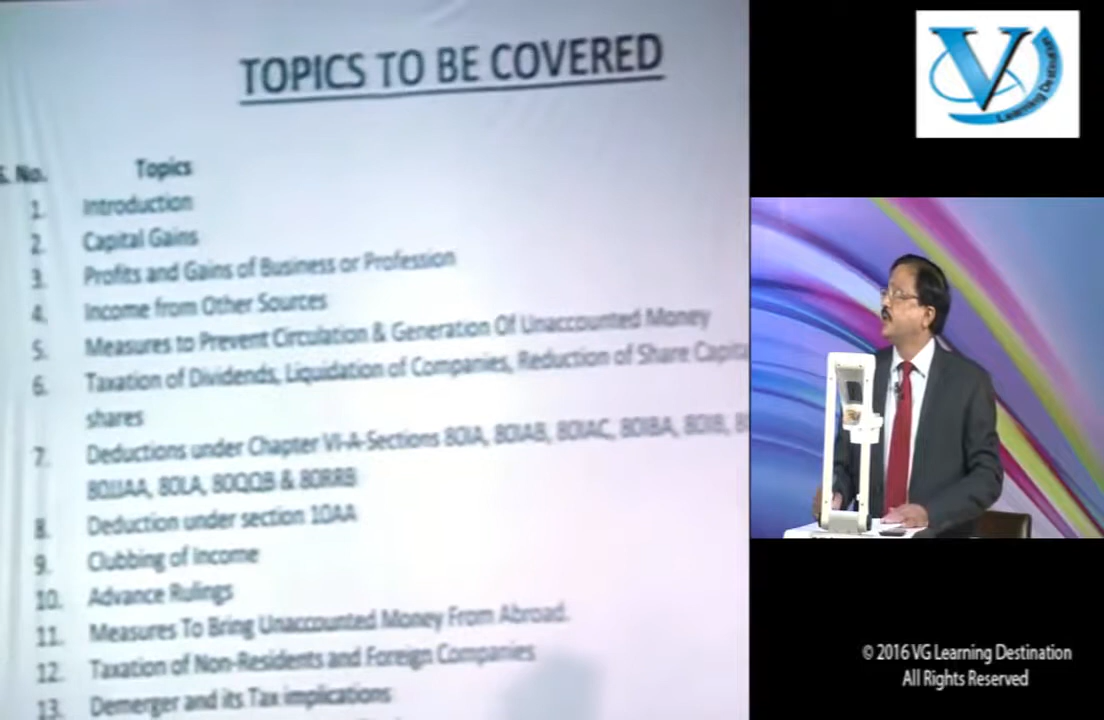 TOPICS TO BE COVERED
S. No. Topics
1. Introduction
2. Capital Gains
3. Profits and Gains of Business or Profession
4. Income from Other Sources
5. Measures to Prevent Circulation & Generation Of Unaccounted Money
6. Taxation of Dividends, Liquidation of Companies, Reduction of Share Capita
shares
7. Deductions under Chapter VI-A-Sections 80IA, 80IAB, 80IAC, 80IBA, 80IB,
80JJAA, 80LA, 80QQB & 80RRB
8. Deduction under section 10AA
9. Clubbing of Income
10. Advance Rulings
11. Measures To Bring Unaccounted Money From Abroad.
12. Taxation of Non-Residents and Foreign Companies
13. Demerger and its Tax implications
V
Learning Destination
© 2016 VG Learning Destination
All Rights Reserved